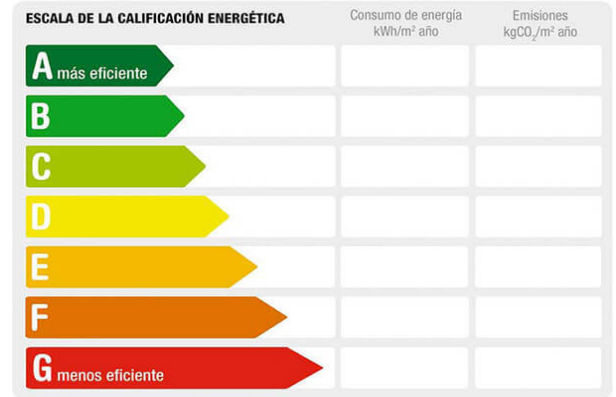 ESCALA DE LA CALIFICACIÓN ENERGÉTICA
Consumo de energía
kWh/m² año
Emisiones
kgCO₂/m² año
A más eficiente
B
C
D
E
F
G menos eficiente